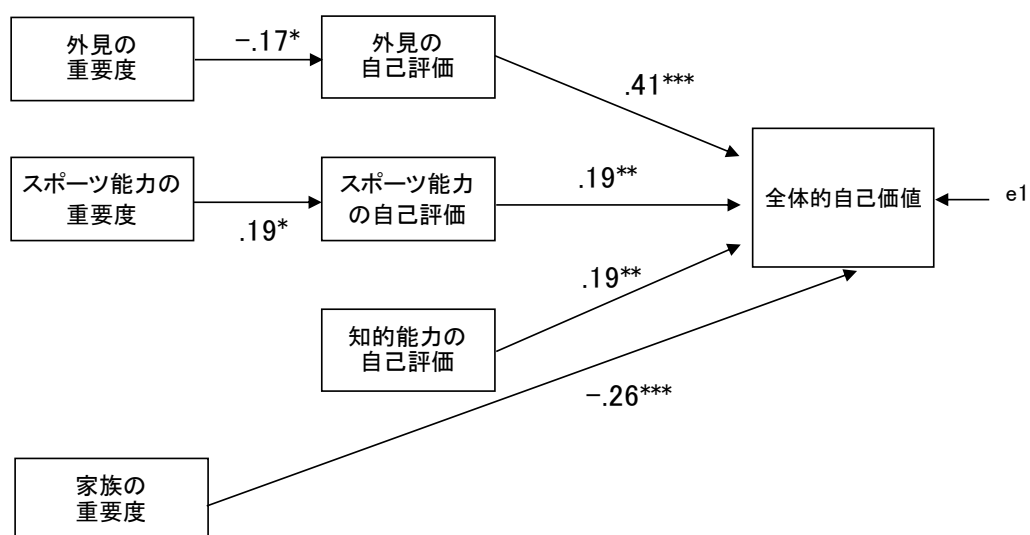 外見の
重要度
−.17*
外見の
自己評価
.41***
スポーツ能力の
重要度
.19*
スポーツ能力
の自己評価
.19**
全体的自己価値
e1
知的能力の
自己評価
.19**
−.26***
家族の
重要度